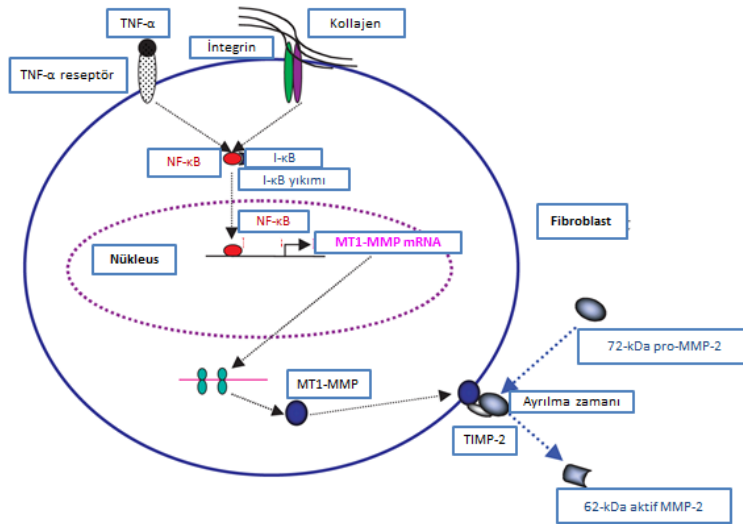 TNF-α
Kollajen
İntegrin
TNF-α reseptör
NF-κB
I-κB
I-κB yıkımı
NF-κB
Fibroblast
MT1-MMP mRNA
Nükleus
72-kDa pro-MMP-2
MT1-MMP
Ayrılma zamanı
TIMP-2
62-kDa aktif MMP-2